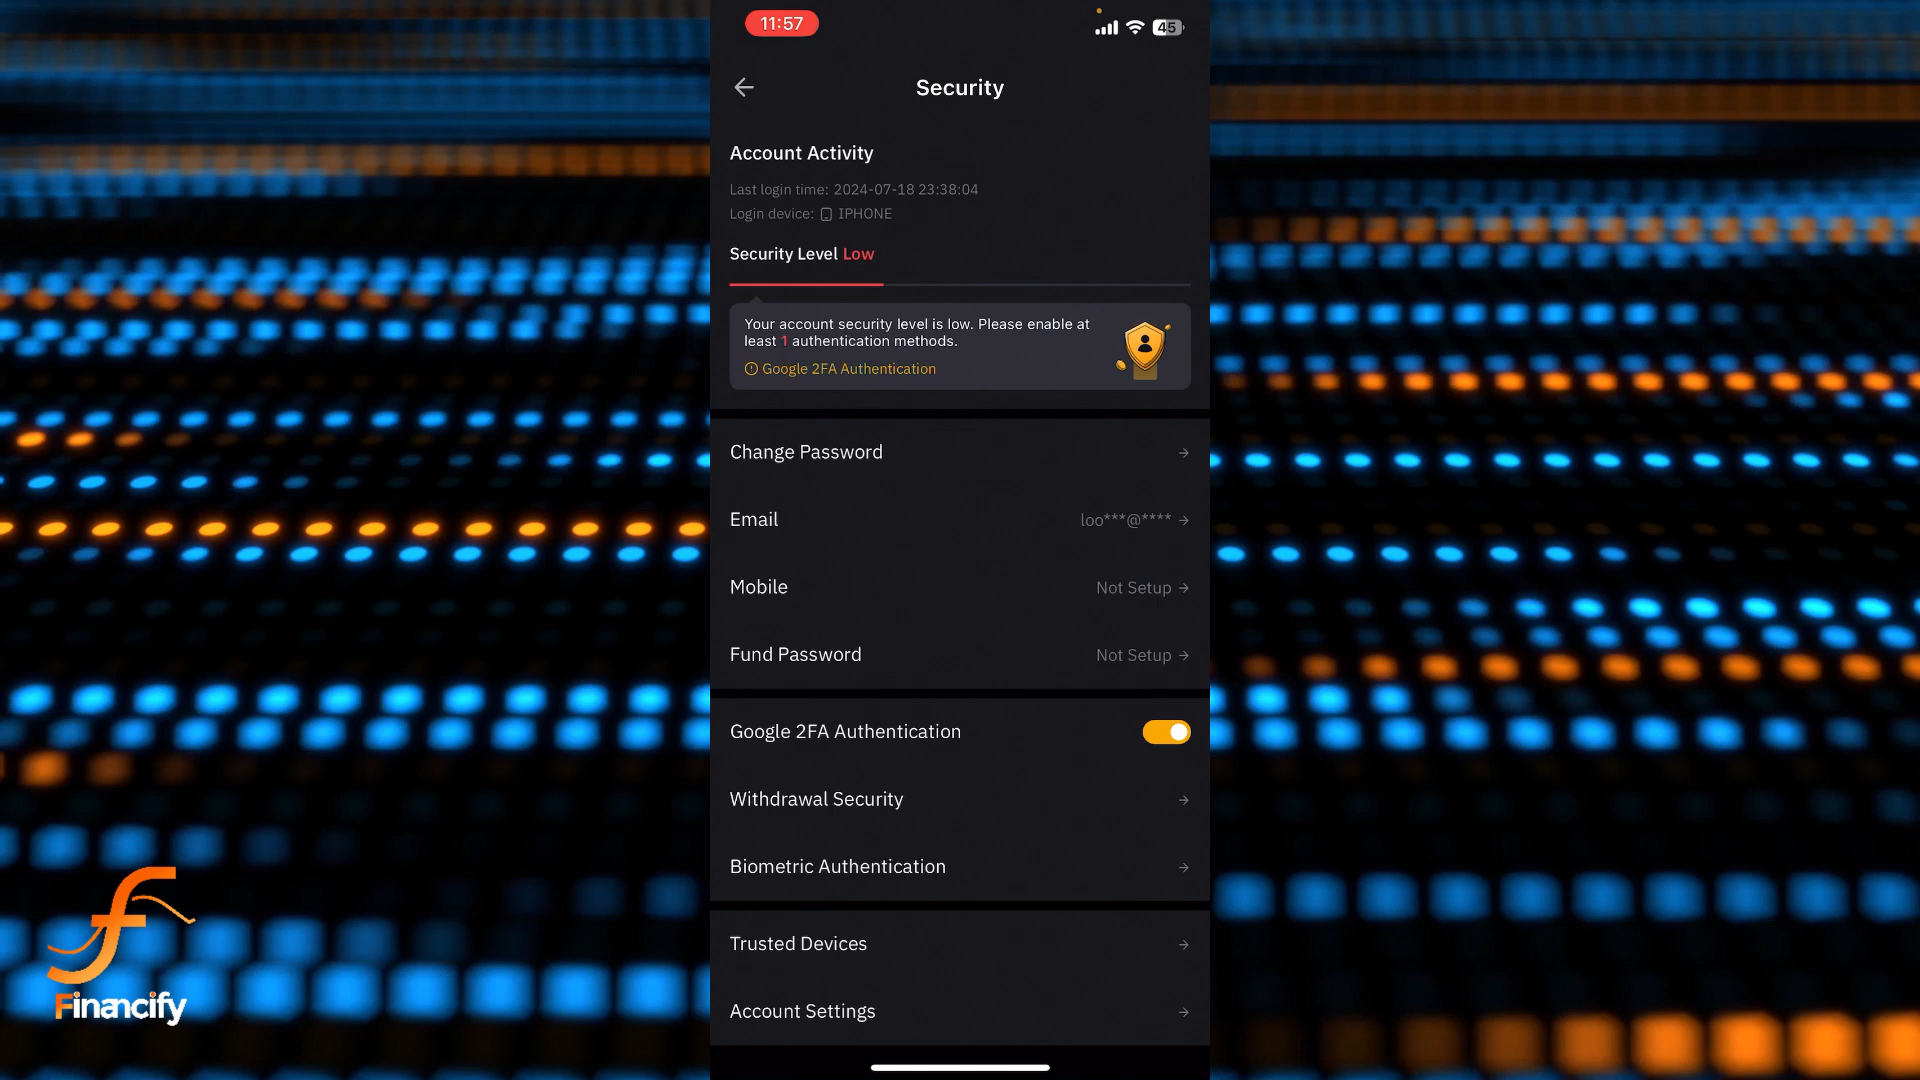 11:57
45
Security
Account Activity
Last login time: 2024-07-18 23:38:04
Login device: IPHONE
Security Level Low
Your account security level is low. Please enable at
least 1 authentication methods.
Google 2FA Authentication
Change Password
Email loo***@****
Mobile Not Setup
Fund Password Not Setup
Google 2FA Authentication
Withdrawal Security
Biometric Authentication
Trusted Devices
Account Settings
Financify